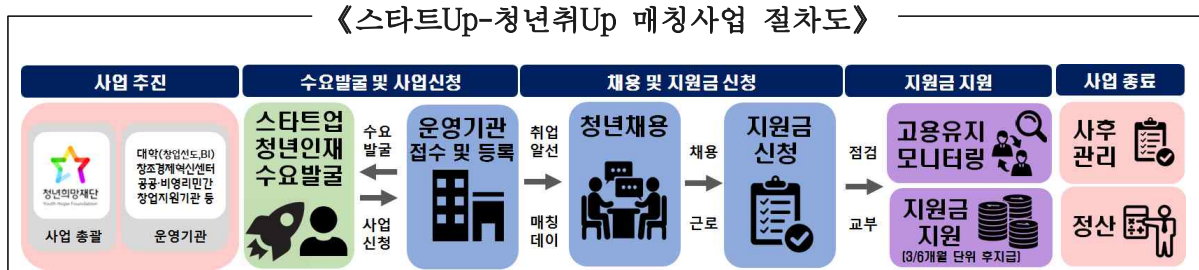 《스타트Up-청년취Up 매칭사업 절차도》
사업 추진
수요발굴 및 사업신청
채용 및 지원금 신청
지원금 지원
사업 종료
청년희망재단
Youth Hope Foundation
사업 총괄
대학(창업선도,BI)
창조경제혁신센터
공공·비영리민간
창업지원기관 등
운영기관
스타트업
청년인재
수요발굴
수요
발굴
사업
신청
운영기관
접수 및 등록
취업
알선
매칭
데이
청년채용
채용
근로
지원금
신청
점검
교부
고용유지
모니터링
지원금
지원
(3/6개월 단위 후지급)
사후
관리
정산